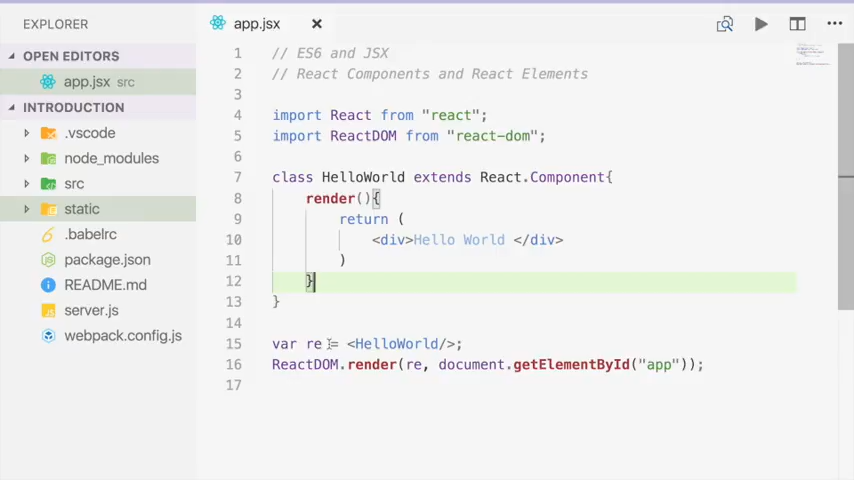 EXPLORER
OPEN EDITORS
app.jsx src
INTRODUCTION
.vscode
node_modules
src
static
.babelrc
package.json
README.md
server.js
webpack.config.js
app.jsx
1 // ES6 and JSX
2 // React Components and React Elements
3
4 import React from "react";
5 import ReactDOM from "react-dom";
6
7 class HelloWorld extends React.Component{
8 render(){
9 return (
10 <div>Hello World </div>
11 )
12 }
13 }
14
15 var re = <HelloWorld/>;
16 ReactDOM.render(re, document.getElementById("app"));
17